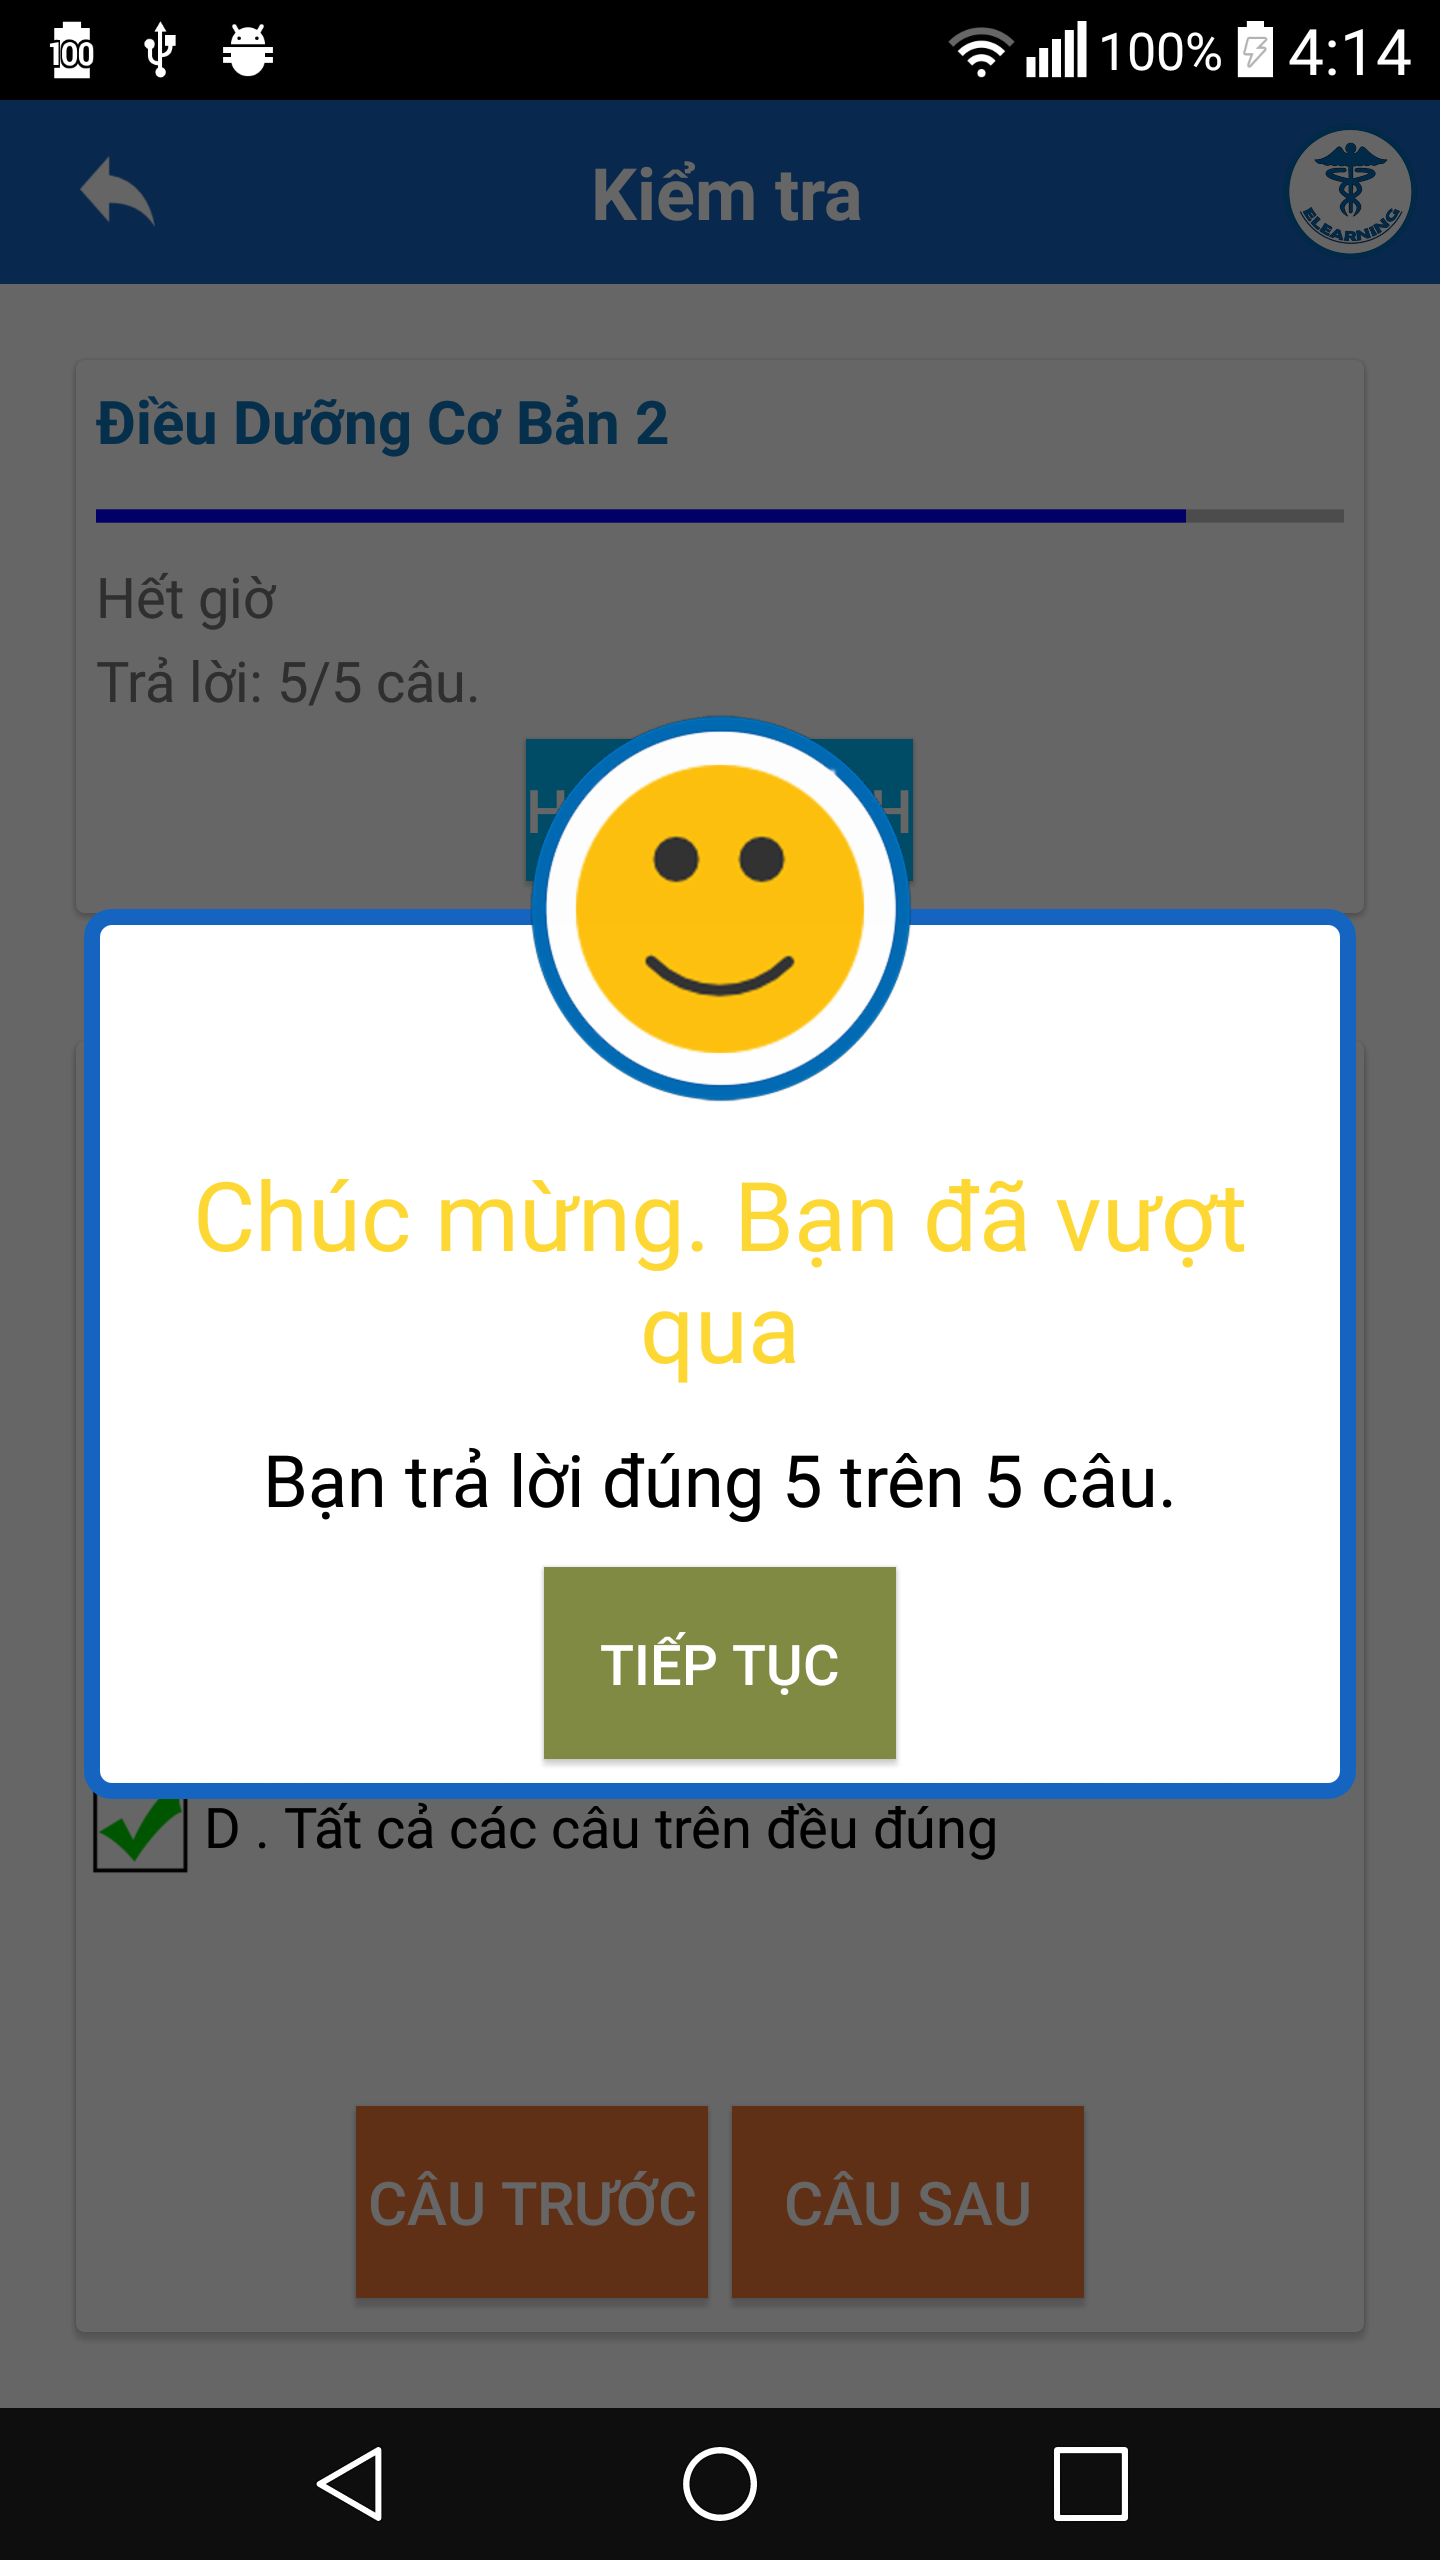 100
100%
4:14
Kiểm tra
ELEARNING
Điều Dưỡng Cơ Bản 2
Hết giờ
Trả lời: 5/5 câu.
Chúc mừng. Bạn đã vượt
qua
Bạn trả lời đúng 5 trên 5 câu.
TIẾP TỤC
D . Tất cả các câu trên đều đúng
CÂU TRƯỚC
CÂU SAU